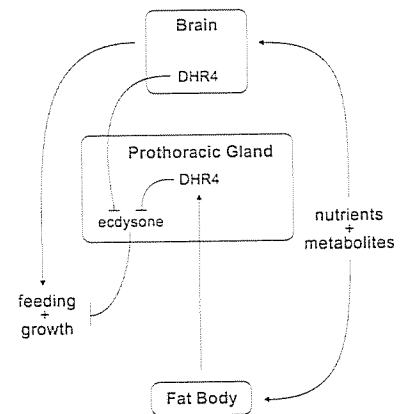 Brain
DHR4
Prothoracic Gland
DHR4
ecdysone
nutrients
+
metabolites
feeding
+
growth
Fat Body